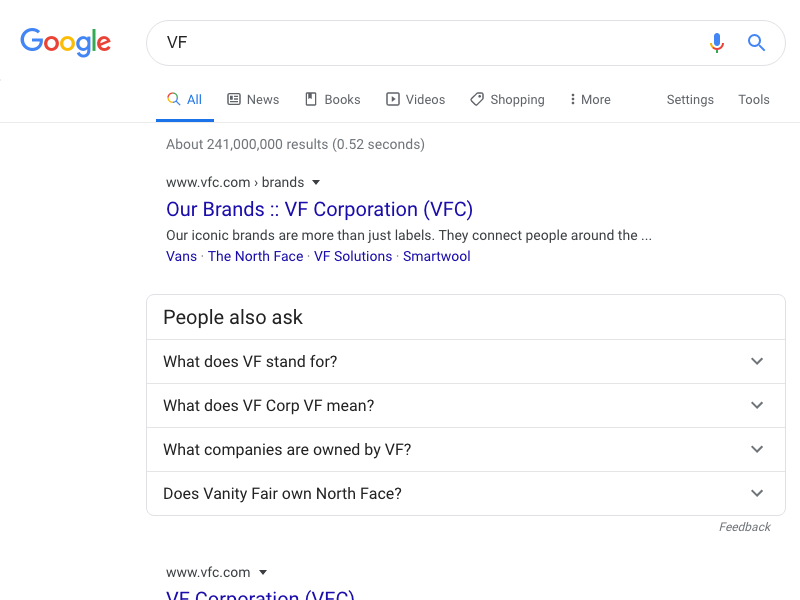 Google
VF
All
News
Books
Videos
Shopping
More
Settings
Tools
About 241,000,000 results (0.52 seconds)
www.vfc.com › brands
Our Brands :: VF Corporation (VFC)
Our iconic brands are more than just labels. They connect people around the ...
Vans · The North Face · VF Solutions · Smartwool
People also ask
What does VF stand for?
What does VF Corp VF mean?
What companies are owned by VF?
Does Vanity Fair own North Face?
Feedback
www.vfc.com
VF Corporation (VFC)